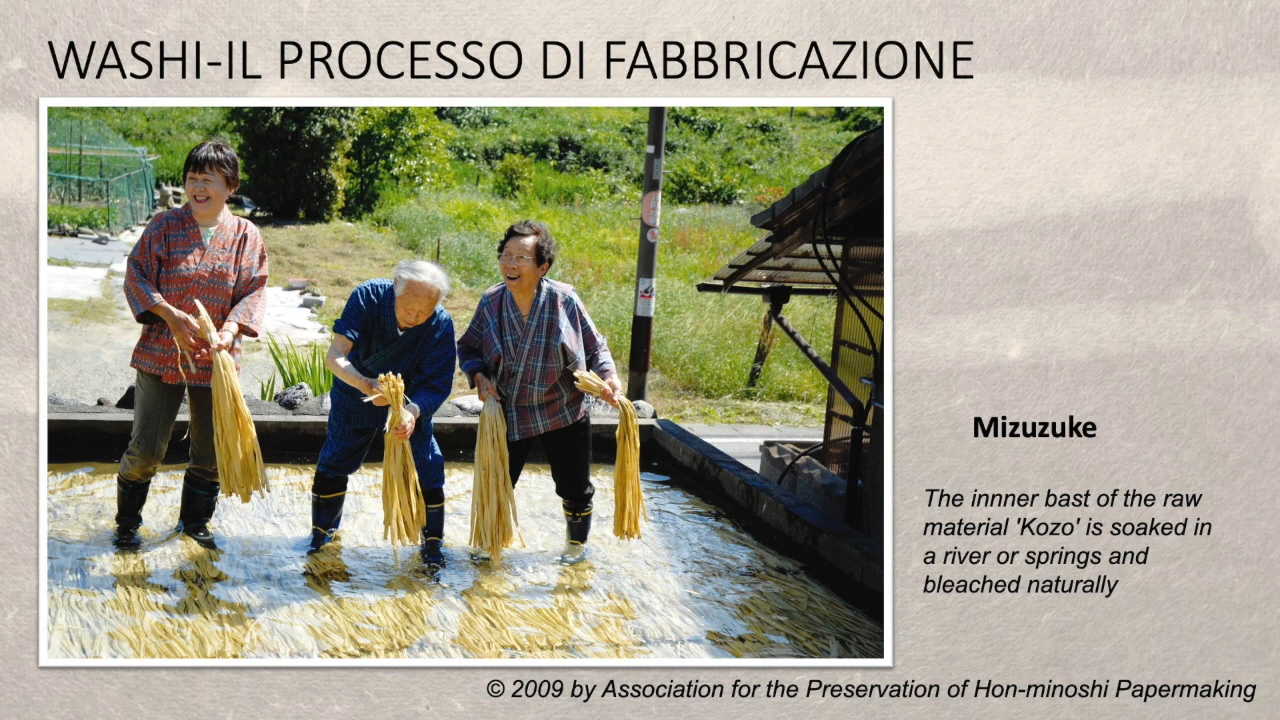 WASHI-IL PROCESSO DI FABBRICAZIONE
Mizuzuke
The innner bast of the raw
material 'Kozo' is soaked in
a river or springs and
bleached naturally
© 2009 by Association for the Preservation of Hon-minoshi Papermaking